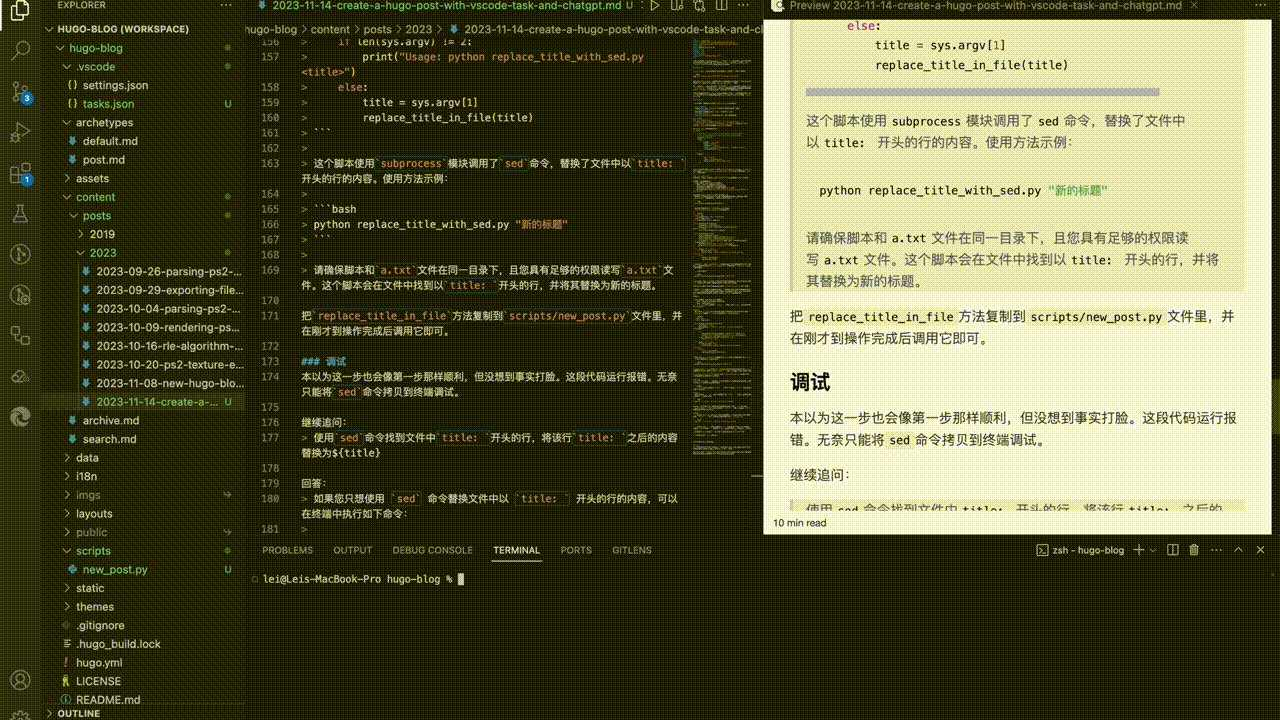 EXPLORER
HUGO-BLOG (WORKSPACE)
hugo-blog
.vscode
settings.json
tasks.json U
archetypes
default.md
post.md
assets
content
posts
2019
2023
2023-09-26-parsing-ps2-...
2023-09-29-exporting-file...
2023-10-04-parsing-ps2-...
2023-10-09-rendering-ps...
2023-10-16-rle-algorithm-...
2023-10-20-ps2-texture-e...
2023-11-08-new-hugo-blo...
2023-11-14-create-a-... U
archive.md
search.md
data
i18n
imgs
layouts
public
scripts
new_post.py U
static
themes
.gitignore
.hugo_build.lock
hugo.yml
LICENSE
README.md
OUTLINE
3
1
2023-11-14-create-a-hugo-post-with-vscode-task-and-chatgpt.md U
hugo-blog > content > posts > 2023 > 2023-11-14-create-a-hugo-post-with-vscode-task-and-c
156 > if len(sys.argv) != 2:
157 > print("Usage: python replace_title_with_sed.py
<title>")
158 > else:
159 > title = sys.argv[1]
160 > replace_title_in_file(title)
161 > ```
162 >
163 > 这个脚本使用`subprocess`模块调用了`sed`命令，替换了文件中以`title: `
开头的行的内容。使用方法示例：
164 >
165 > ```bash
166 > python replace_title_with_sed.py "新的标题"
167 > ```
168 >
169 > 请确保脚本和`a.txt`文件在同一目录下，且您具有足够的权限读写`a.txt`文
件。这个脚本会在文件中找到以`title: `开头的行，并将其替换为新的标题。
170
171 把`replace_title_in_file`方法复制到`scripts/new_post.py`文件里，并
在刚才到操作完成后调用它即可。
172
173 ### 调试
174 本以为这一步也会像第一步那样顺利，但没想到事实打脸。这段代码运行报错。无奈
只能将`sed`命令拷贝到终端调试。
175
176 继续追问：
177 > 使用`sed`命令找到文件中`title: `开头的行，将该行`title: `之后的内容
替换为${title}
178
179 回答：
180 > 如果您只想使用 `sed` 命令替换文件中以 `title: ` 开头的行的内容，可以
在终端中执行如下命令：
181 >
Preview 2023-11-14-create-a-hugo-post-with-vscode-task-and-chatgpt.md
else:
title = sys.argv[1]
replace_title_in_file(title)
这个脚本使用 subprocess 模块调用了 sed 命令，替换了文件中
以 title: 开头的行的内容。使用方法示例：
python replace_title_with_sed.py "新的标题"
请确保脚本和 a.txt 文件在同一目录下，且您具有足够的权限读
写 a.txt 文件。这个脚本会在文件中找到以 title: 开头的行，并将
其替换为新的标题。
把 replace_title_in_file 方法复制到 scripts/new_post.py 文件里，并
在刚才到操作完成后调用它即可。
调试
本以为这一步也会像第一步那样顺利，但没想到事实打脸。这段代码运行报
错。无奈只能将 sed 命令拷贝到终端调试。
继续追问：
使用 sed 命令找到文件中 title: 开头的行，将该行 title: 之后的
10 min read
PROBLEMS OUTPUT DEBUG CONSOLE TERMINAL PORTS GITLENS
zsh - hugo-blog
lei@Leis-MacBook-Pro hugo-blog %